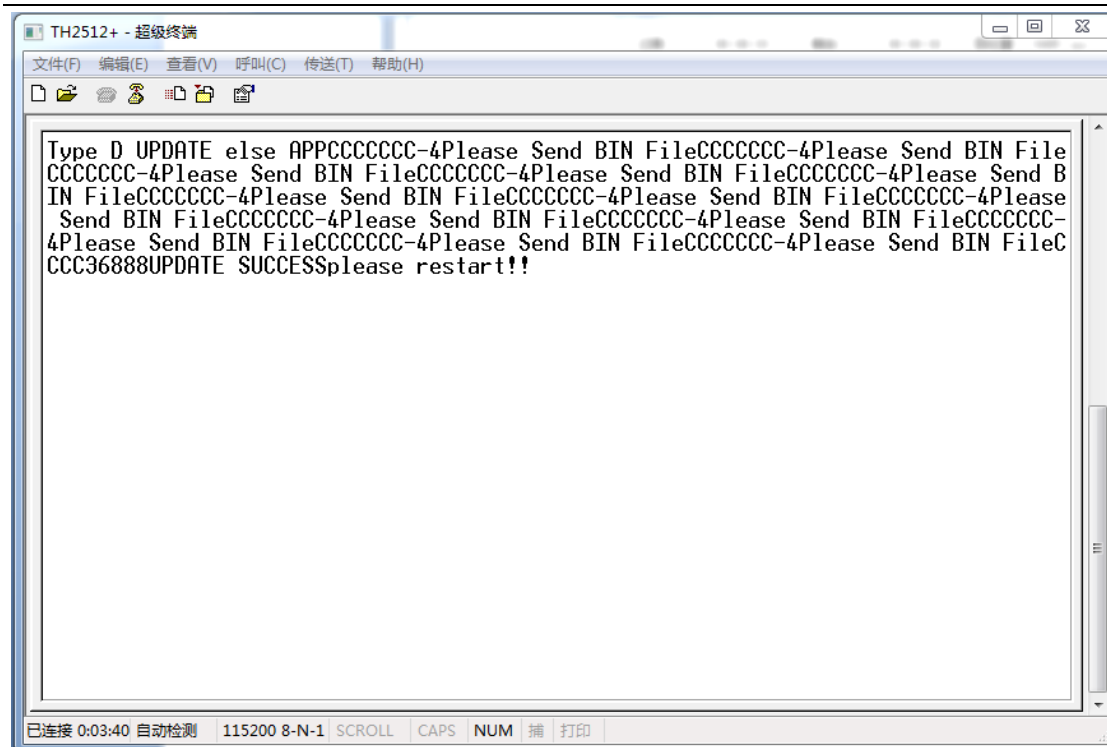 TH2512+ - 超级终端
文件(F) 编辑(E) 查看(V) 呼叫(C) 传送(T) 帮助(H)
Type D UPDATE else APPCCCCCCC-4Please Send BIN FileCCCCCCC-4Please Send BIN File
CCCCCCC-4Please Send BIN FileCCCCCCC-4Please Send BIN FileCCCCCCC-4Please Send B
IN FileCCCCCCC-4Please Send BIN FileCCCCCCC-4Please Send BIN FileCCCCCCC-4Please
 Send BIN FileCCCCCCC-4Please Send BIN FileCCCCCCC-4Please Send BIN FileCCCCCCC-
4Please Send BIN FileCCCCCCC-4Please Send BIN FileCCCCCCC-4Please Send BIN FileC
CCC36888UPDATE SUCCESSplease restart!!
已连接 0:03:40 自动检测 115200 8-N-1 SCROLL CAPS NUM 捕 打印